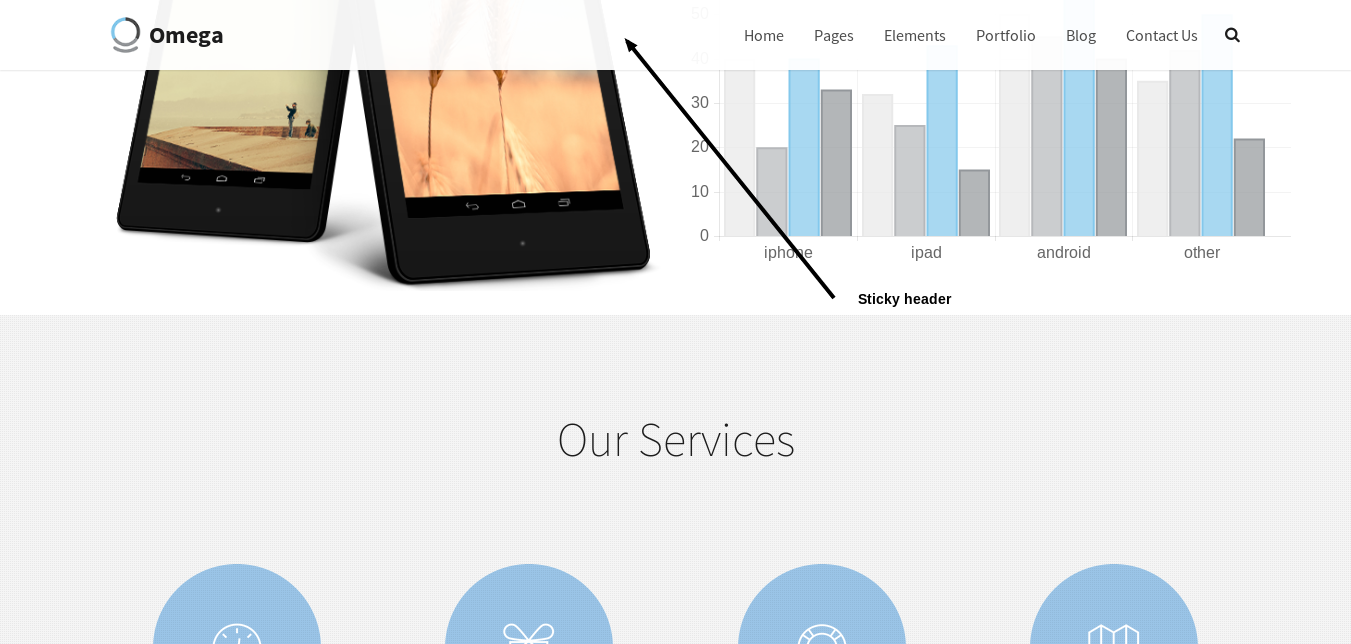 Omega
Home Pages Elements Portfolio Blog Contact Us
50
40
30
20
10
0
iphone ipad android other
Sticky header
Our Services